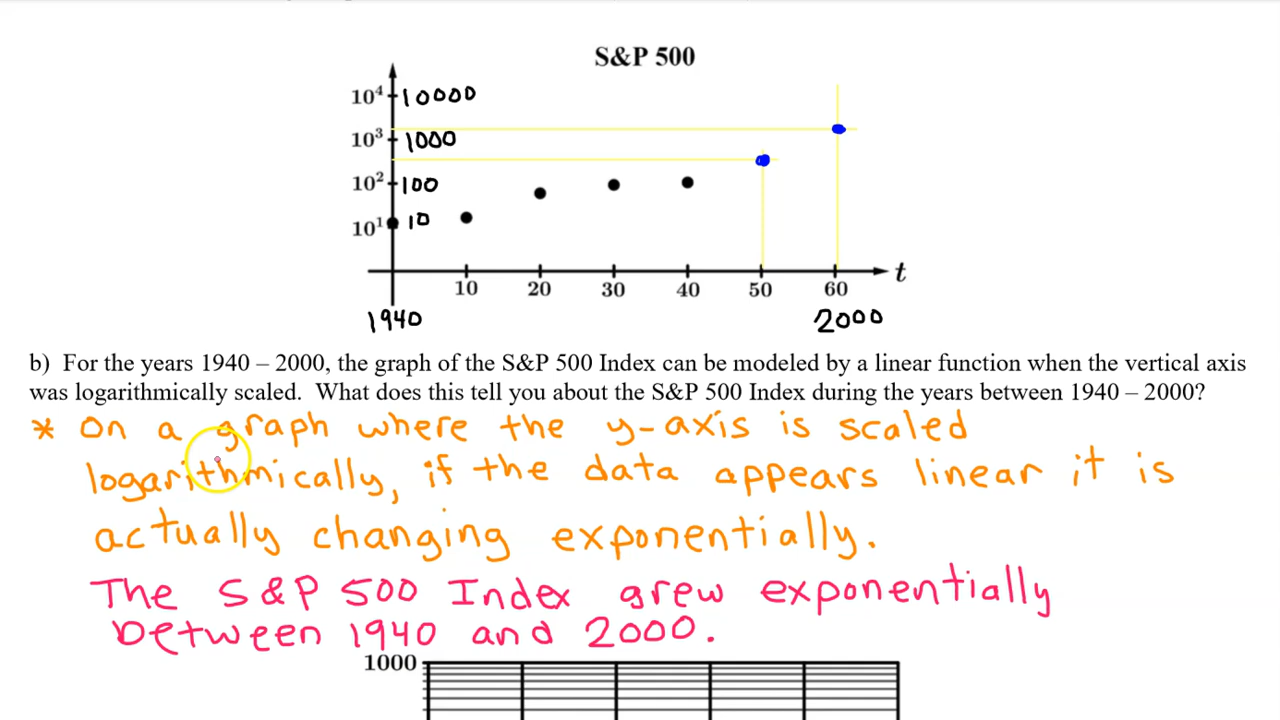 S&P 500
10⁴ 10000
10³ 1000
10² 100
10¹ 10
t
10 20 30 40 50 60
1940 2000
b) For the years 1940 – 2000, the graph of the S&P 500 Index can be modeled by a linear function when the vertical axis
was logarithmically scaled. What does this tell you about the S&P 500 Index during the years between 1940 – 2000?
* On a graph where the y-axis is scaled
logarithmically, if the data appears linear it is
actually changing exponentially.
The S&P 500 Index grew exponentially
between 1940 and 2000.
1000